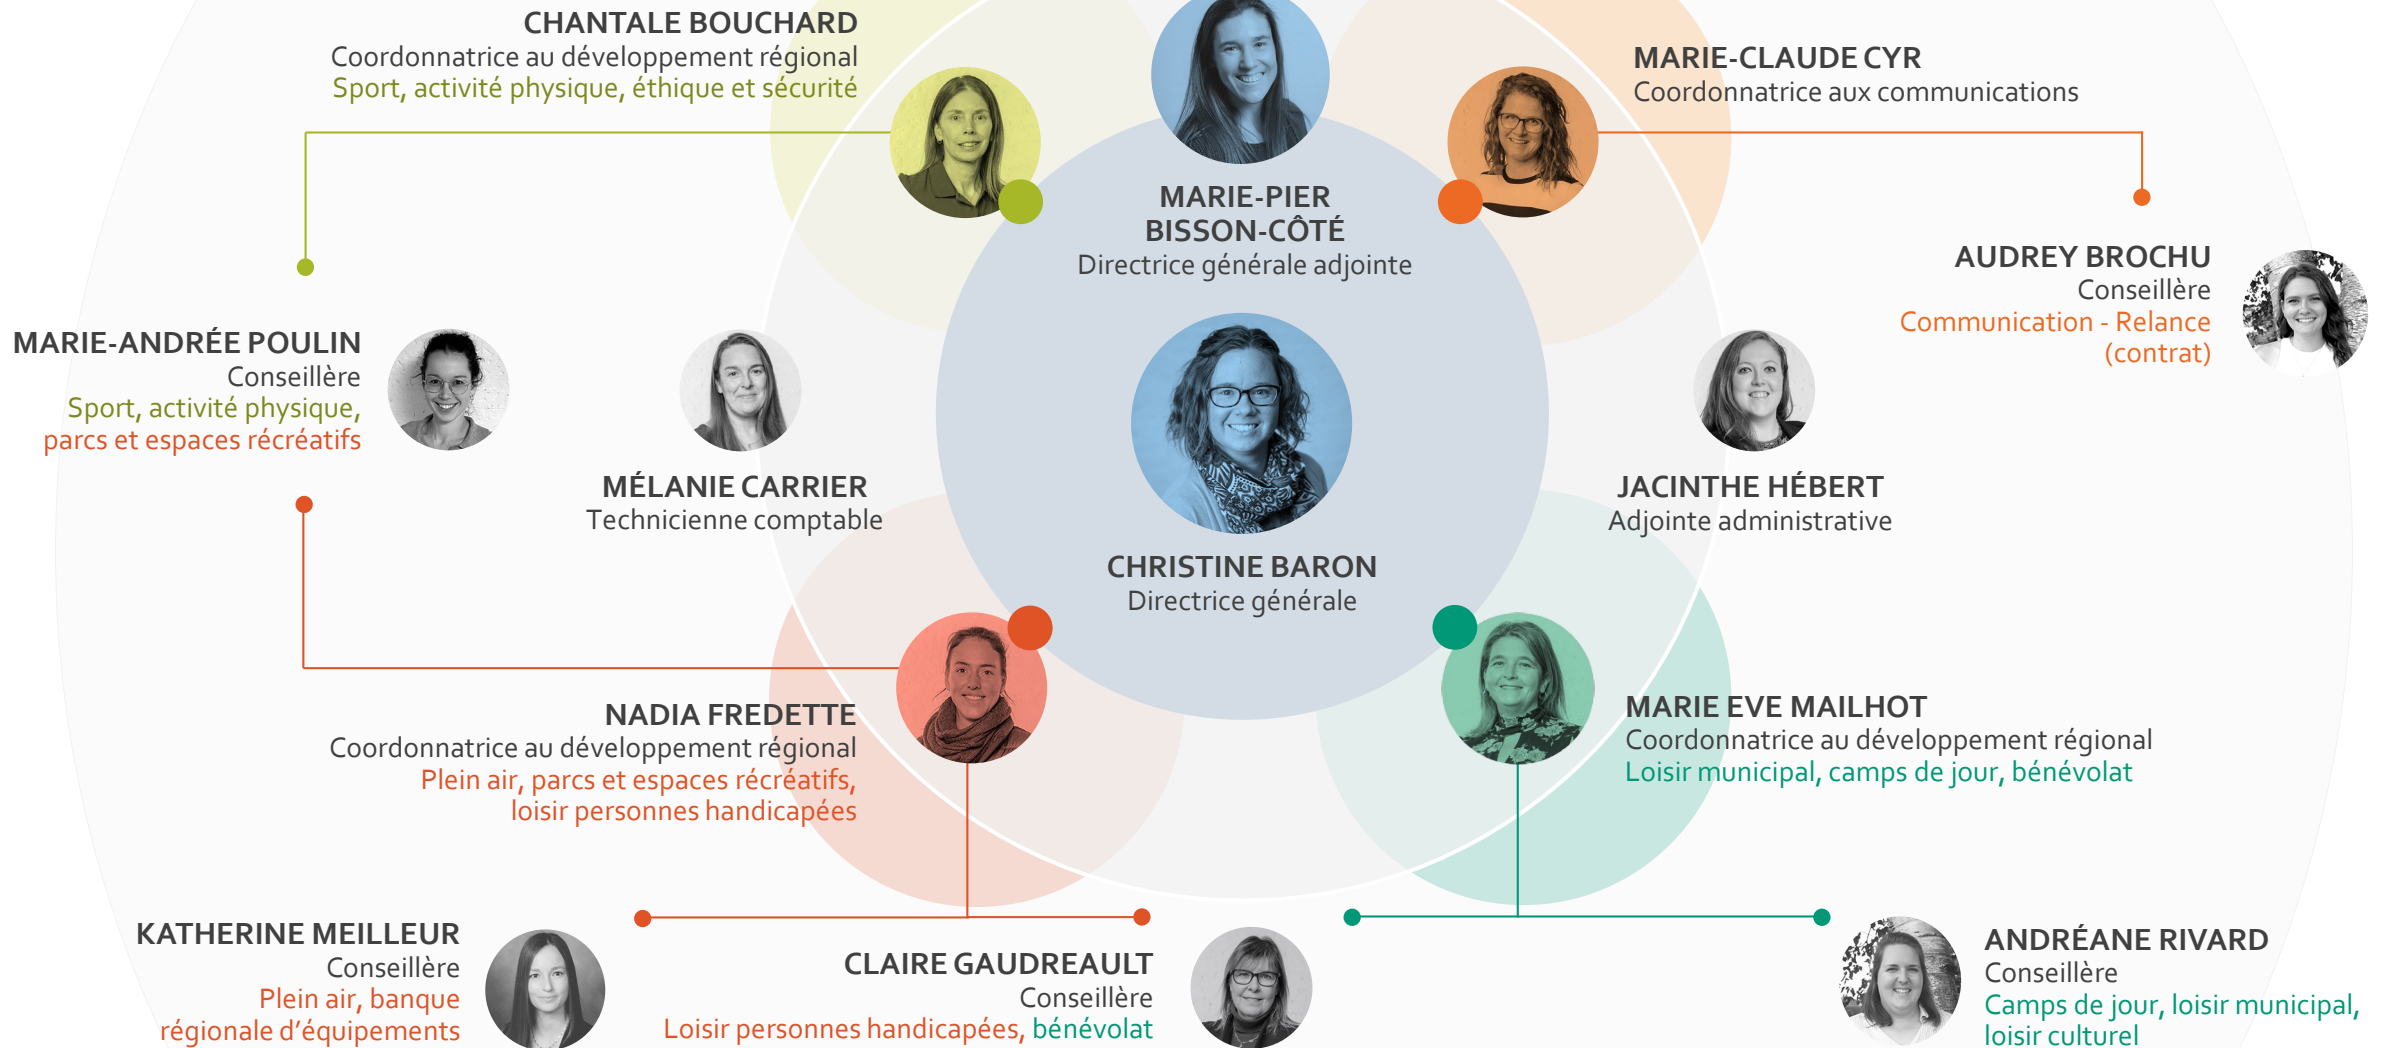 CHANTALE BOUCHARD
Coordonnatrice au développement régional
Sport, activité physique, éthique et sécurité
MARIE-CLAUDE CYR
Coordonnatrice aux communications
MARIE-PIER
BISSON-CÔTÉ
Directrice générale adjointe
AUDREY BROCHU
Conseillère
Communication - Relance
(contrat)
MARIE-ANDRÉE POULIN
Conseillère
Sport, activité physique,
parcs et espaces récréatifs
MÉLANIE CARRIER
Technicienne comptable
JACINTHE HÉBERT
Adjointe administrative
CHRISTINE BARON
Directrice générale
NADIA FREDETTE
Coordonnatrice au développement régional
Plein air, parcs et espaces récréatifs,
loisir personnes handicapées
MARIE EVE MAILHOT
Coordonnatrice au développement régional
Loisir municipal, camps de jour, bénévolat
KATHERINE MEILLEUR
Conseillère
Plein air, banque
régionale d'équipements
CLAIRE GAUDREAULT
Conseillère
Loisir personnes handicapées, bénévolat
ANDRÉANE RIVARD
Conseillère
Camps de jour, loisir municipal,
loisir culturel